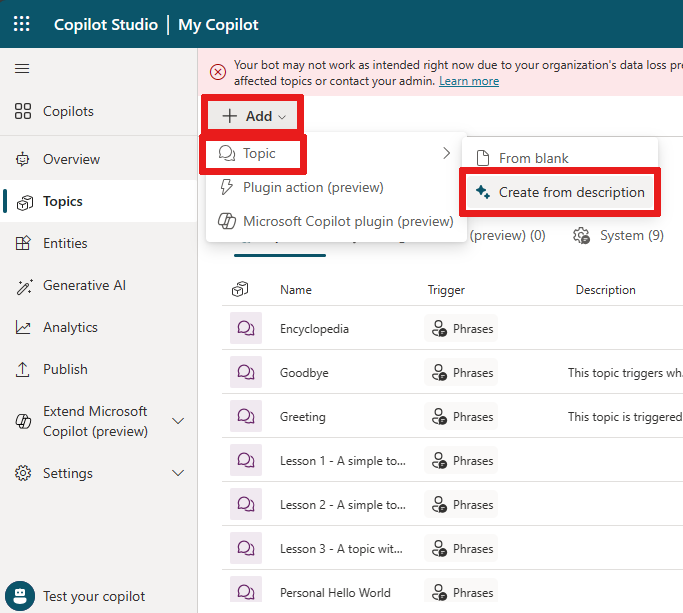 Copilot Studio | My Copilot
Your bot may not work as intended right now due to your organization's data loss pre
affected topics or contact your admin. Learn more
Copilots
Overview
Topics
Entities
Generative AI
Analytics
Publish
Extend Microsoft
Copilot (preview)
Settings
Test your copilot
Add
Topic
Plugin action (preview)
Microsoft Copilot plugin (preview)
From blank
Create from description
(preview) (0) System (9)
Name Trigger Description
Encyclopedia Phrases
Goodbye Phrases This topic triggers wh.
Greeting Phrases This topic is triggered
Lesson 1 - A simple to... Phrases
Lesson 2 - A simple to... Phrases
Lesson 3 - A topic wit... Phrases
Personal Hello World Phrases